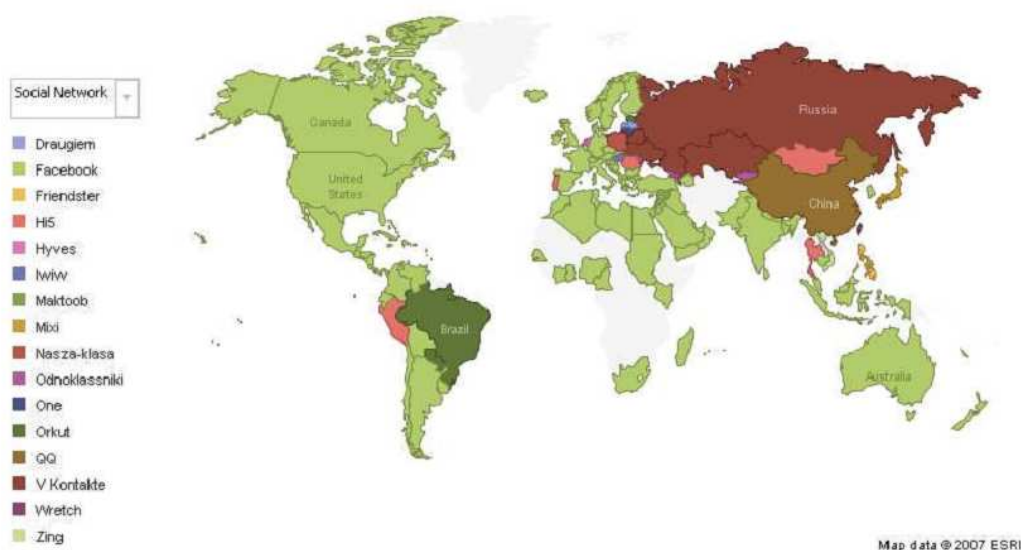 Social Network
Draugiem
Facebook
Friendster
Hi5
Hyves
Iwiw
Maktoob
Mixi
Nasza-klasa
Odnoklassniki
One
Orkut
QQ
V Kontakte
Wretch
Zing
Canada
United
States
Brazil
Russia
China
Australia
Map data © 2007 ESRI